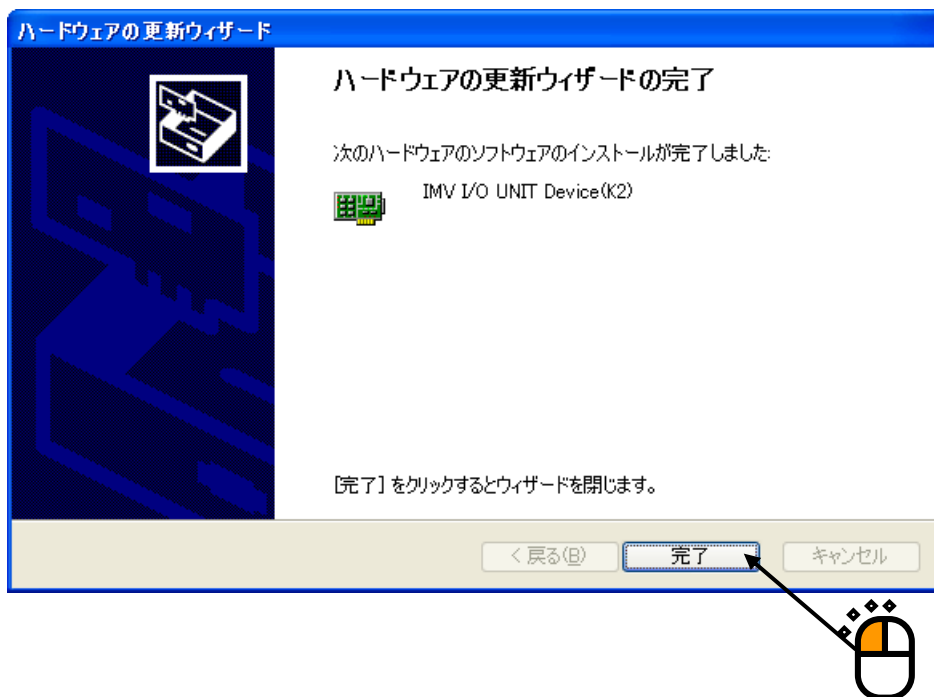 ハードウェアの更新ウィザード
ハードウェアの更新ウィザードの完了
次のハードウェアのソフトウェアのインストールが完了しました:
IMV I/O UNIT Device(K2)
[完了] をクリックするとウィザードを閉じます。
< 戻る(B)
完了
キャンセル